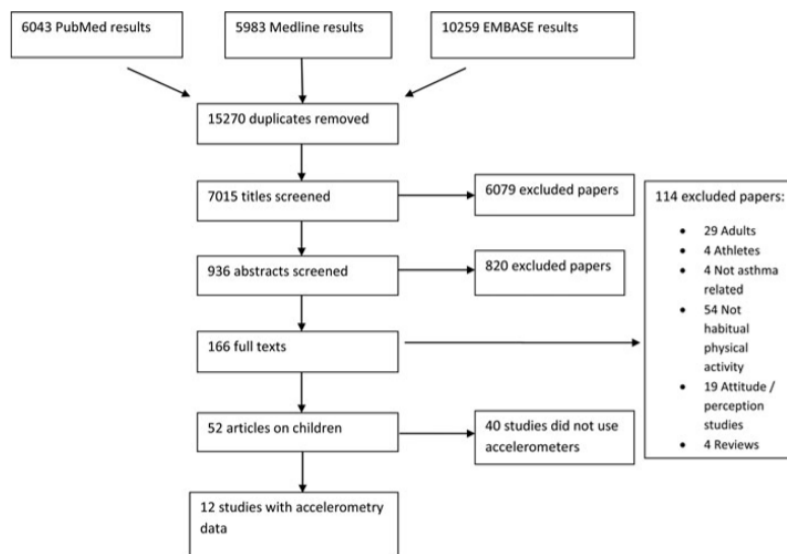 6043 PubMed results
5983 Medline results
10259 EMBASE results
15270 duplicates removed
7015 titles screened
6079 excluded papers
936 abstracts screened
820 excluded papers
166 full texts
114 excluded papers:
• 29 Adults
• 4 Athletes
• 4 Not asthma
related
• 54 Not
habitual
physical
activity
• 19 Attitude /
perception
studies
• 4 Reviews
52 articles on children
40 studies did not use
accelerometers
12 studies with accelerometry
data